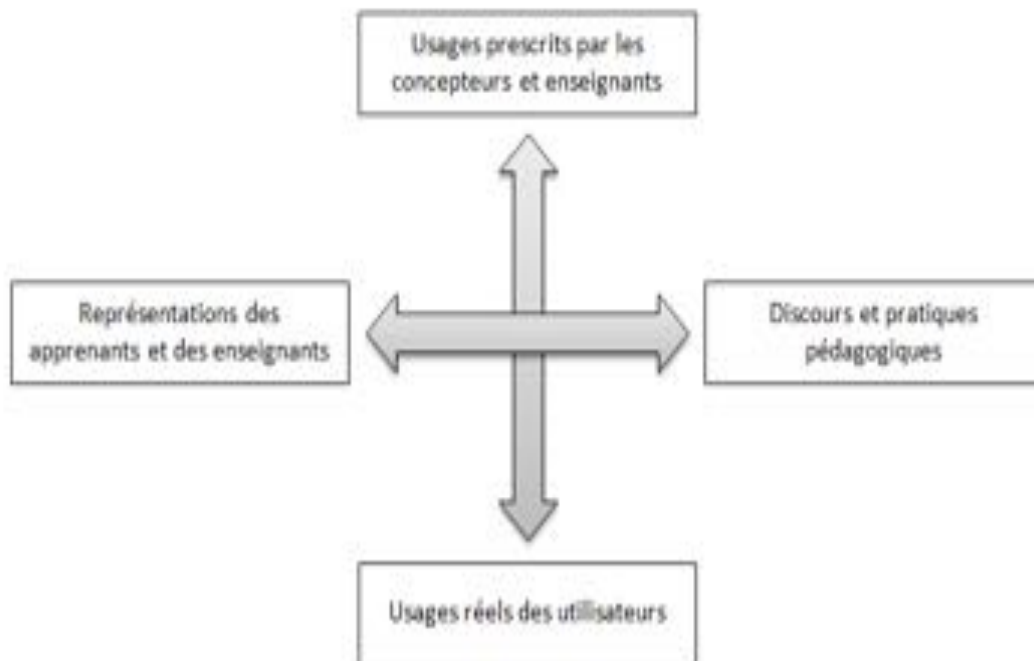 Usages prescrits par les
concepteurs et enseignants
Représentations des
apprenants et des enseignants
Discours et pratiques
pédagogiques
Usages réels des utilisateurs